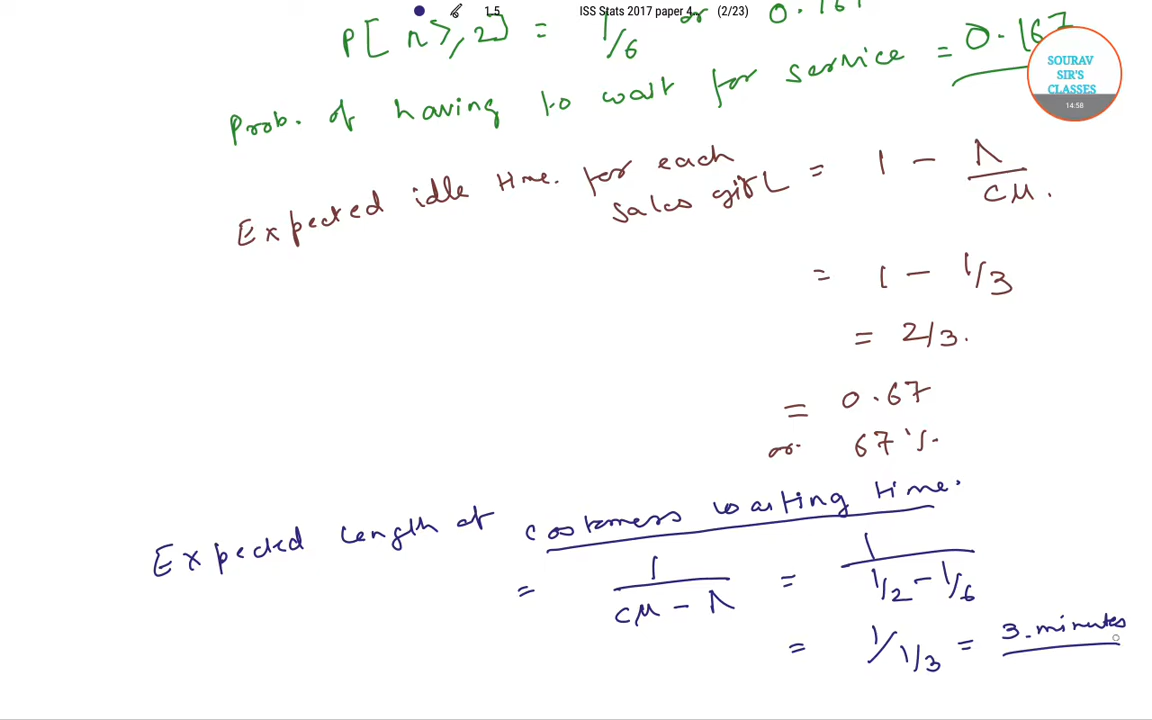 1.5 ISS Stats 2017 paper 4 (2/23)
P[n ≥ 2] = 1/6 or 0.167
Prob. of having to wait for service = 0.167
SOURAV
SIR'S
CLASSES
14:58
Expected idle time. for each
sales girl = 1 - λ/cμ.
= 1 - 1/3
= 2/3.
= 0.67
or 67%.
Expected length of customers waiting time.
= 1/(cμ - λ) = 1/(1/2 - 1/6)
= 1/1/3 = 3. minutes